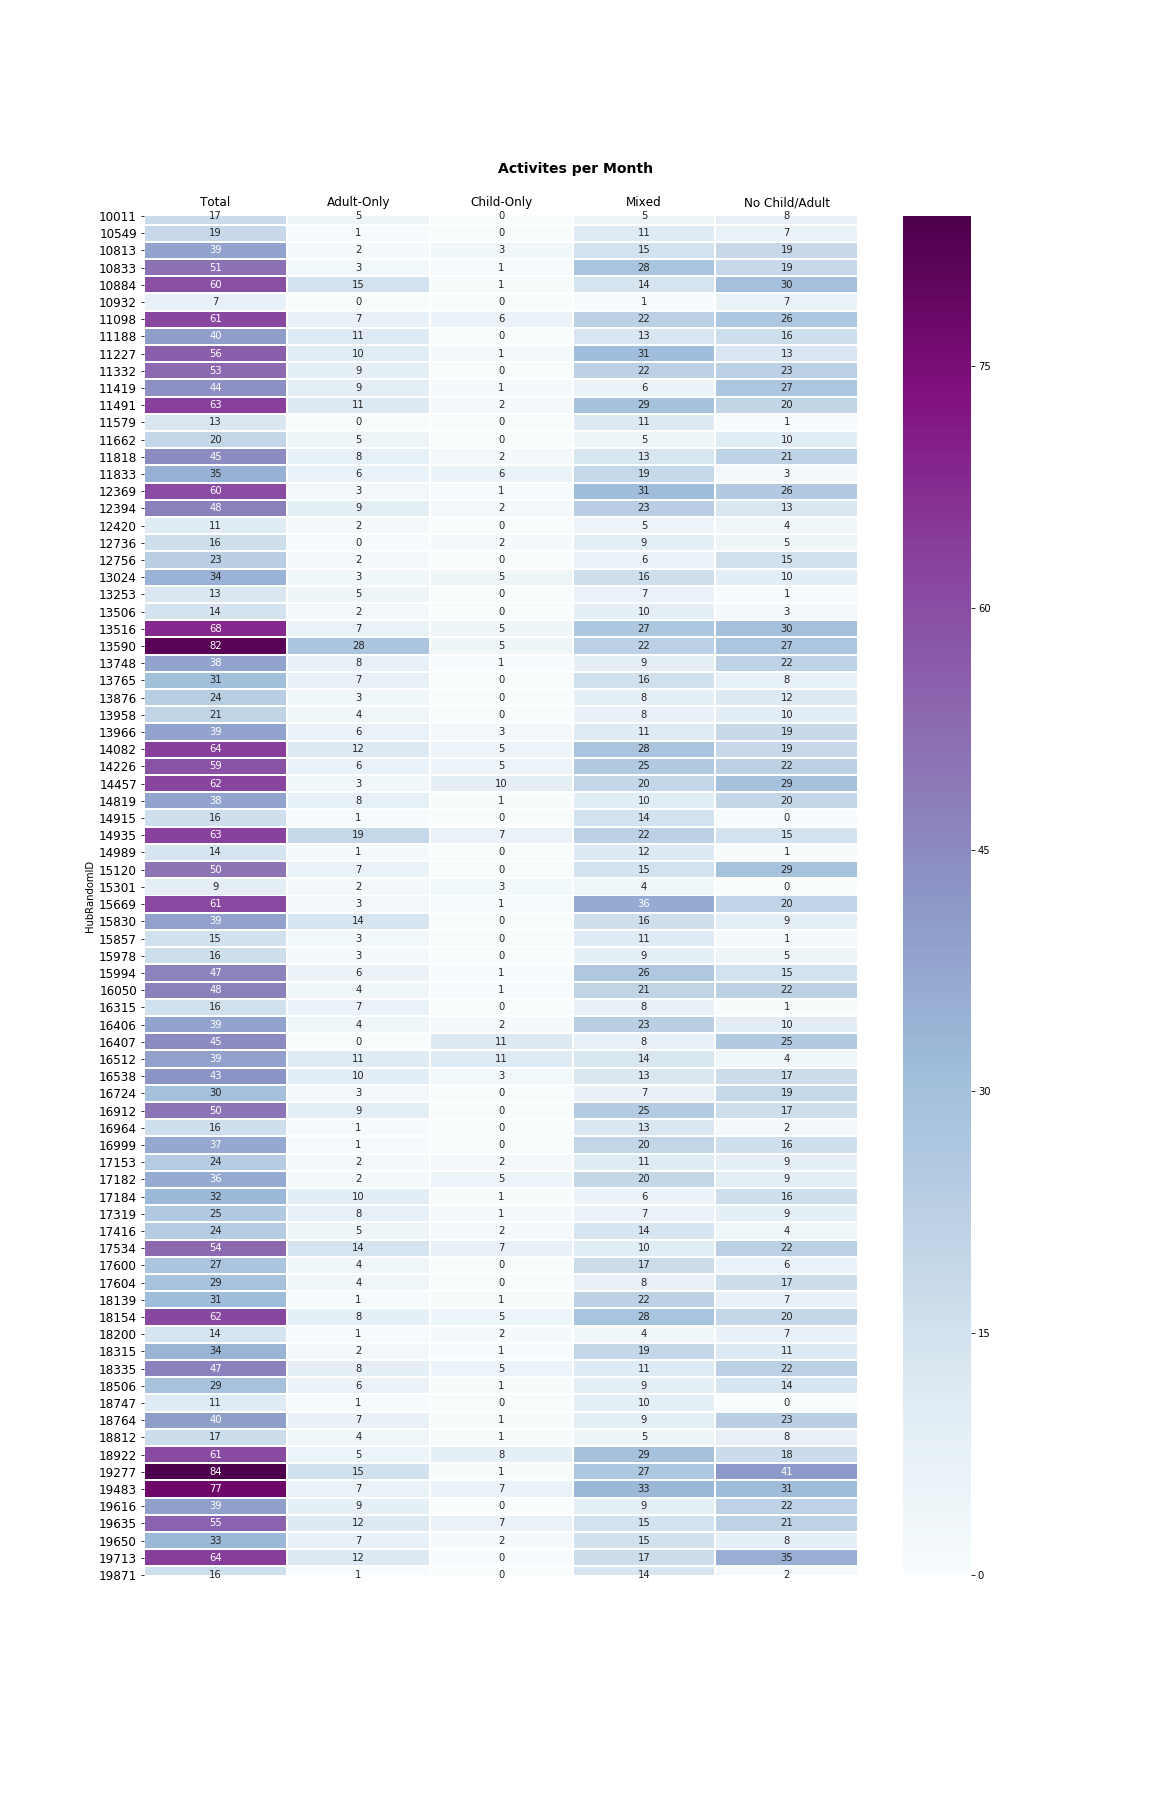 Activites per Month
Total Adult-Only Child-Only Mixed No Child/Adult
10011 17 5 0 5 8
10549 19 1 0 11 7
10813 39 2 3 15 19
10833 51 3 1 28 19
10884 60 15 1 14 30
10932 7 0 0 1 7
11098 61 7 6 22 26
11188 40 11 0 13 16
11227 56 10 1 31 13
11332 53 9 0 22 23
11419 44 9 1 6 27
11491 63 11 2 29 20
11579 13 0 0 11 1
11662 20 5 0 5 10
11818 45 8 2 13 21
11833 35 6 6 19 3
12369 60 3 1 31 26
12394 48 9 2 23 13
12420 11 2 0 5 4
12736 16 0 2 9 5
12756 23 2 0 6 15
13024 34 3 5 16 10
13253 13 5 0 7 1
13506 14 2 0 10 3
13516 68 7 5 27 30
13590 82 28 5 22 27
13748 38 8 1 9 22
13765 31 7 0 16 8
13876 24 3 0 8 12
13958 21 4 0 8 10
13966 39 6 3 11 19
14082 64 12 5 28 19
14226 59 6 5 25 22
14457 62 3 10 20 29
14819 38 8 1 10 20
14915 16 1 0 14 0
14935 63 19 7 22 15
14989 14 1 0 12 1
15120 50 7 0 15 29
15301 9 2 3 4 0
15669 61 3 1 36 20
15830 39 14 0 16 9
15857 15 3 0 11 1
15978 16 3 0 9 5
15994 47 6 1 26 15
16050 48 4 1 21 22
16315 16 7 0 8 1
16406 39 4 2 23 10
16407 45 0 11 8 25
16512 39 11 11 14 4
16538 43 10 3 13 17
16724 30 3 0 7 19
16912 50 9 0 25 17
16964 16 1 0 13 2
16999 37 1 0 20 16
17153 24 2 2 11 9
17182 36 2 5 20 9
17184 32 10 1 6 16
17319 25 8 1 7 9
17416 24 5 2 14 4
17534 54 14 7 10 22
17600 27 4 0 17 6
17604 29 4 0 8 17
18139 31 1 1 22 7
18154 62 8 5 28 20
18200 14 1 2 4 7
18315 34 2 1 19 11
18335 47 8 5 11 22
18506 29 6 1 9 14
18747 11 1 0 10 0
18764 40 7 1 9 23
18812 17 4 1 5 8
18922 61 5 8 29 18
19277 84 15 1 27 41
19483 77 7 7 33 31
19616 39 9 0 9 22
19635 55 12 7 15 21
19650 33 7 2 15 8
19713 64 12 0 17 35
19871 16 1 0 14 2
HubRandomID
75
60
45
30
15
0